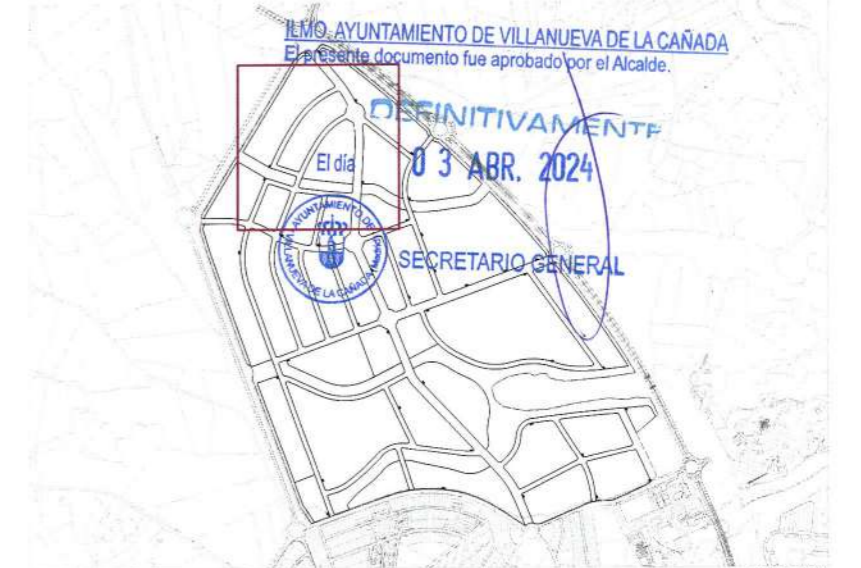 ILMO. AYUNTAMIENTO DE VILLANUEVA DE LA CAÑADA
El presente documento fue aprobado por el Alcalde.
DEFINITIVAMENTE
El día 03 ABR. 2024
AYUNTAMIENTO DE
VILLANUEVA DE LA CAÑADA (Madrid)
SECRETARIO GENERAL